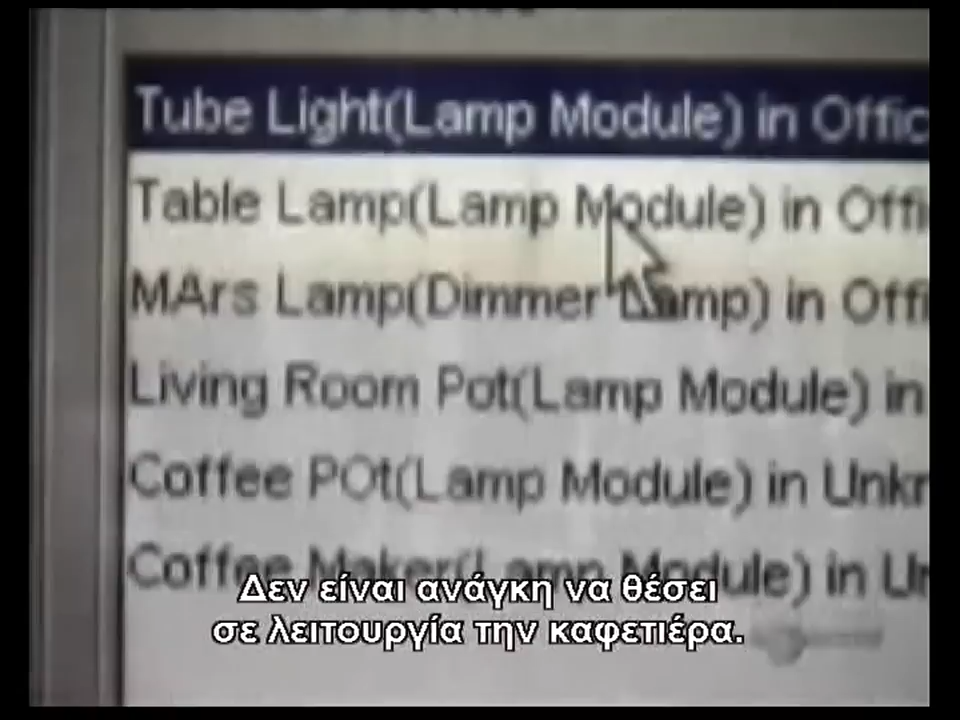 Tube Light(Lamp Module) in Offic
Table Lamp(Lamp Module) in Offi
MArs Lamp(Dimmer Lamp) in Offi
Living Room Pot(Lamp Module) in
Coffee POt(Lamp Module) in Unkr
Coffee Maker(Lamp Module) in Un
Δεν είναι ανάγκη να θέσει
σε λειτουργία την καφετιέρα.